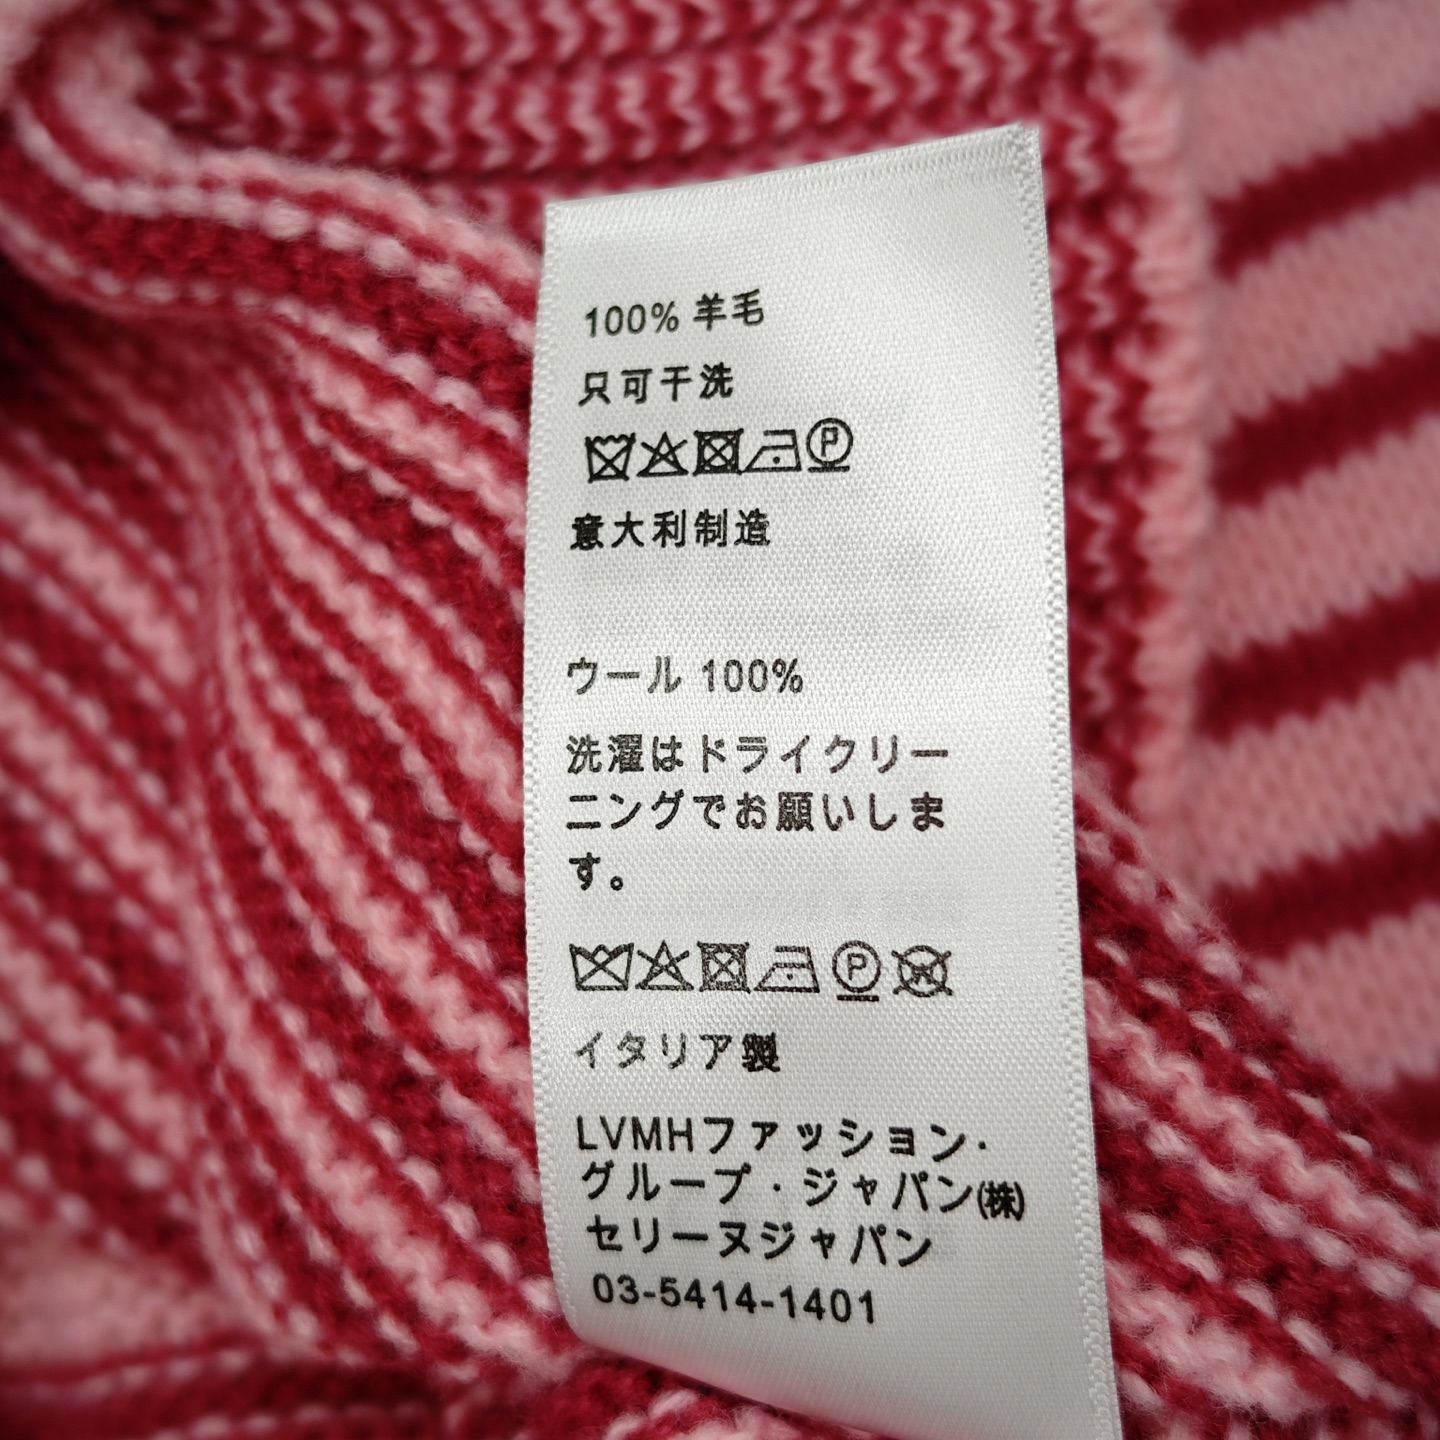 100% 羊毛
只可干洗
意大利制造
ウール 100%
洗濯はドライクリー
ニングでお願いしま
す。
P
P
W
イタリア製
LVMHファッション·
グループ·ジャパン(株)
セリーヌジャパン
03-5414-1401